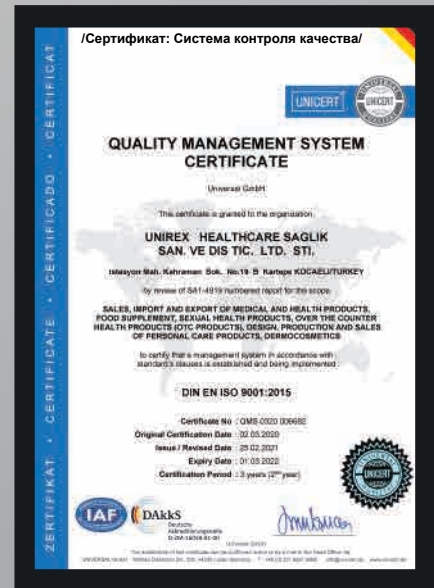 /Сертификат: Система контроля качества/
ZERTIFIKAT • CERTIFICATE • CERTIFICADO • CERTIFICAT
UNICERT
UNIVERSAL
UNICERT
QUALITY MANAGEMENT SYSTEM
CERTIFICATE
Universal GmbH
This certificate is granted to the organization
UNIREX HEALTHCARE SAGLIK
SAN. VE DIS TIC. LTD. STI.
Istasyon Mah. Kahraman Sok. No:19 B Kartepe KOCAELI/TURKEY
by review of SA1-4919 numbered report for the scope
SALES, IMPORT AND EXPORT OF MEDICAL AND HEALTH PRODUCTS,
FOOD SUPPLEMENT, SEXUAL HEALTH PRODUCTS, OVER THE COUNTER
HEALTH PRODUCTS (OTC PRODUCTS), DESIGN, PRODUCTION AND SALES
OF PERSONAL CARE PRODUCTS, DERMOCOSMETICS
to certify that a management system in accordance with
standard's clauses is established and being implemented :
DIN EN ISO 9001:2015
Certificate No : QMS 0320
Original Certification Date : 02.03.2020
Issue / Revised Date : 25.02.2021
Expiry Date : 01.03.2022
Certification Period : 3 years (2nd year)
IAF
DAkkS
Deutsche
Akkreditierungsstelle
UNICERT
Universal GmbH